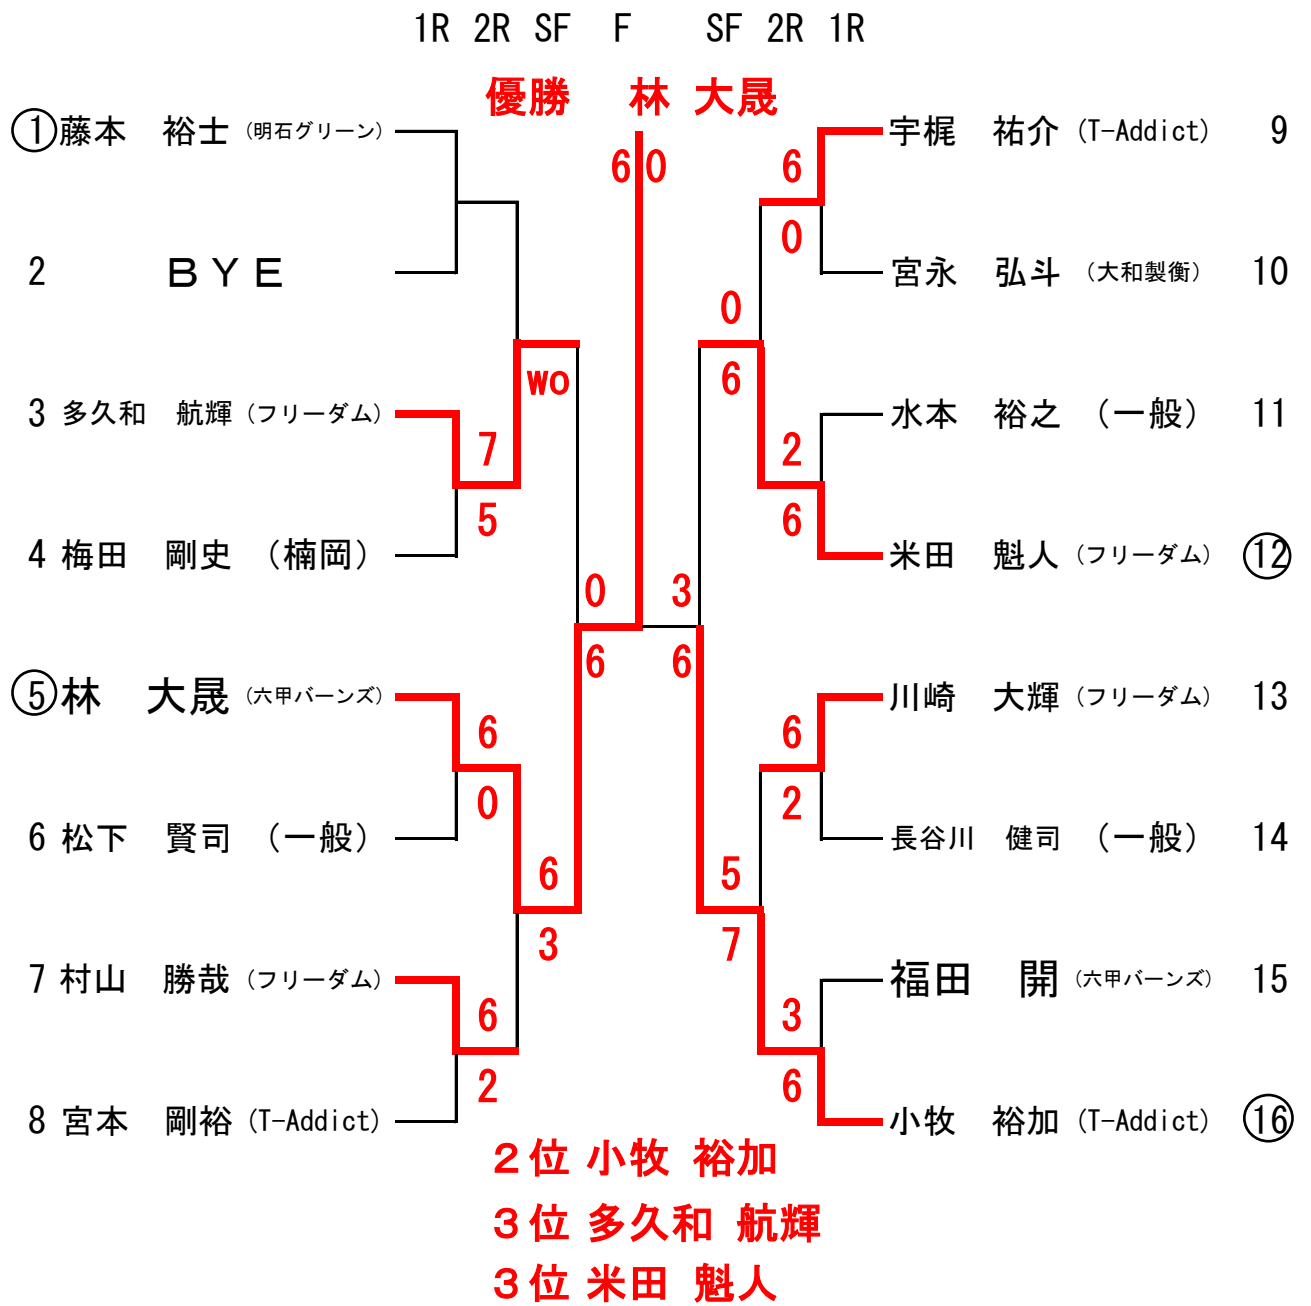 1R 2R SF F SF 2R 1R
優勝 林 大晟
① 藤本 裕士 (明石グリーン)
宇梶 祐介 (T-Addict) 9
6 0
6
0
2 BYE
宮永 弘斗 (大和製衡) 10
0
WO
6
3 多久和 航輝 (フリーダム)
水本 裕之 (一般) 11
7
2
5
6
4 梅田 剛史 (楠岡)
米田 魁人 (フリーダム) ⑫
0
3
6
6
⑤ 林 大晟 (六甲バーンズ)
川崎 大輝 (フリーダム) 13
6
6
0
2
6 松下 賢司 (一般)
長谷川 健司 (一般) 14
6
5
3
7
7 村山 勝哉 (フリーダム)
福田 開 (六甲バーンズ) 15
6
3
2
6
8 宮本 剛裕 (T-Addict)
小牧 裕加 (T-Addict) ⑯
2位 小牧 裕加
3位 多久和 航輝
3位 米田 魁人